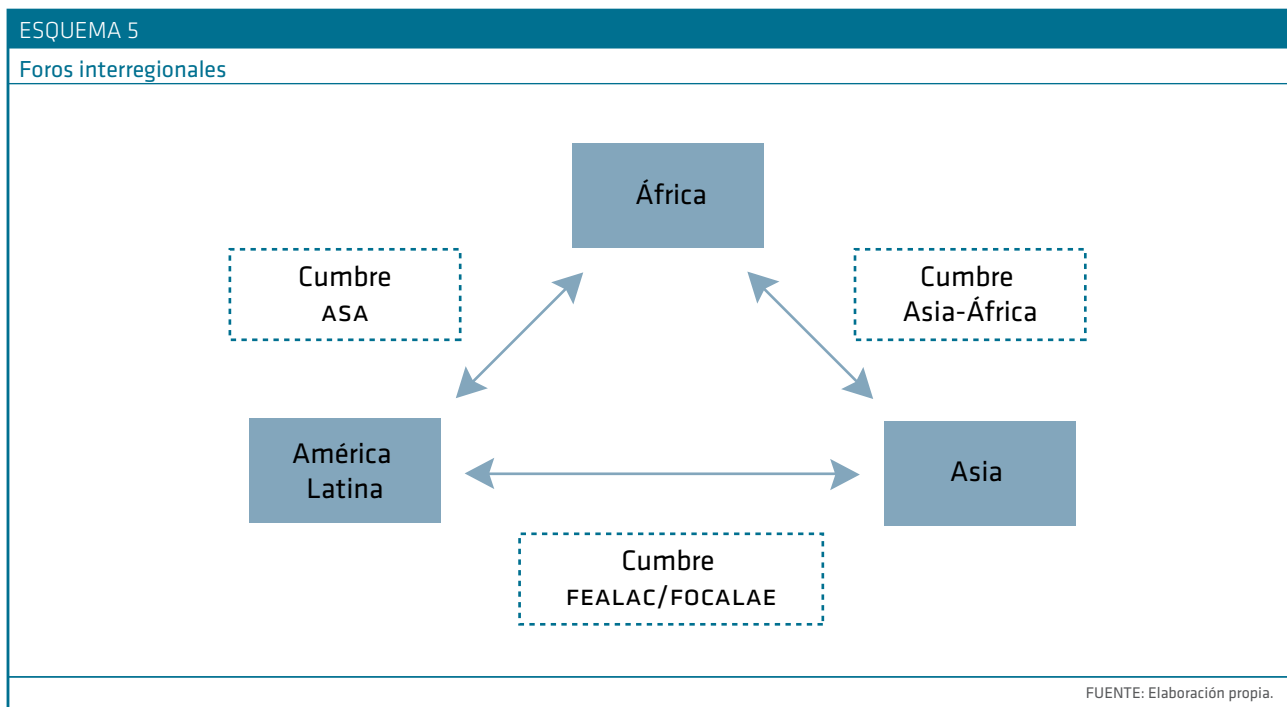 ESQUEMA 5
Foros interregionales
África
Cumbre
ASA
Cumbre
Asia-África
América
Latina
Asia
Cumbre
FEALAC/FOCALAE
FUENTE: Elaboración propia.